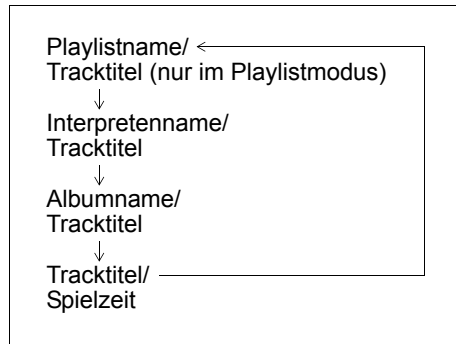 Playlistname/
Tracktitel (nur im Playlistmodus)
Interpretenname/
Tracktitel
Albumname/
Tracktitel
Tracktitel/
Spielzeit